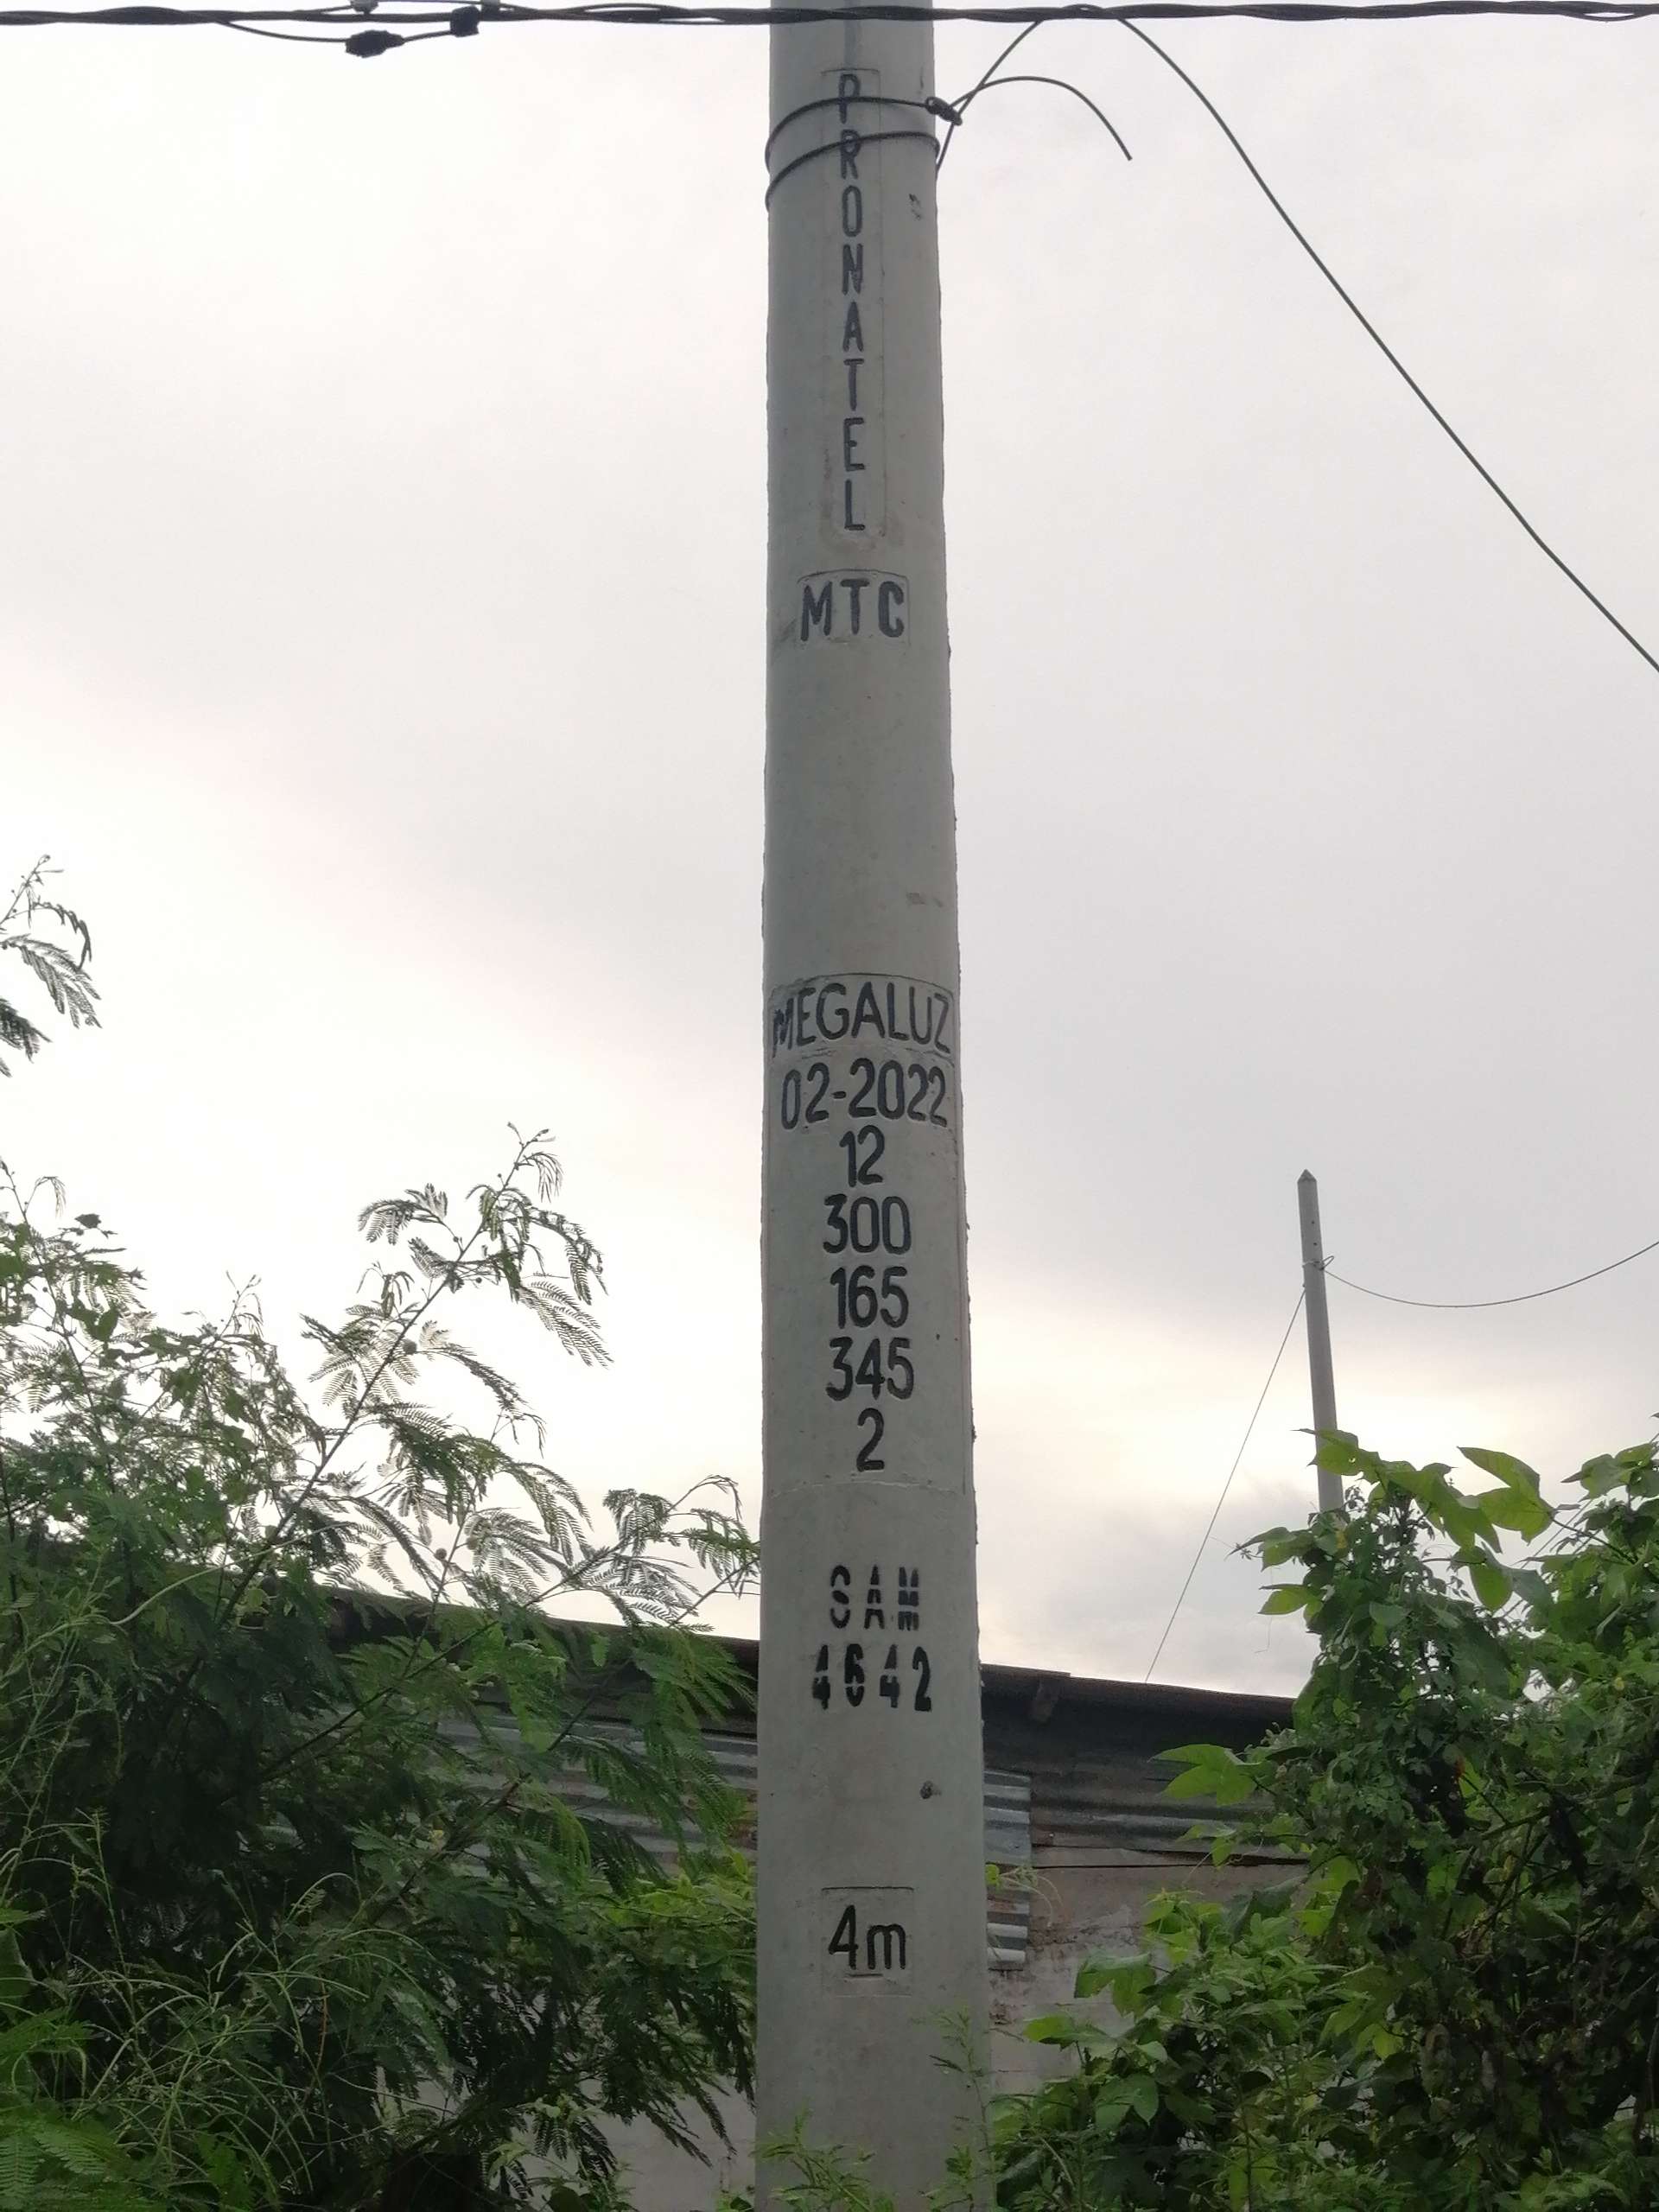 PRONATEL
MTC
MEGALUZ
02-2022
12
300
165
345
2
SAM
4642
4m